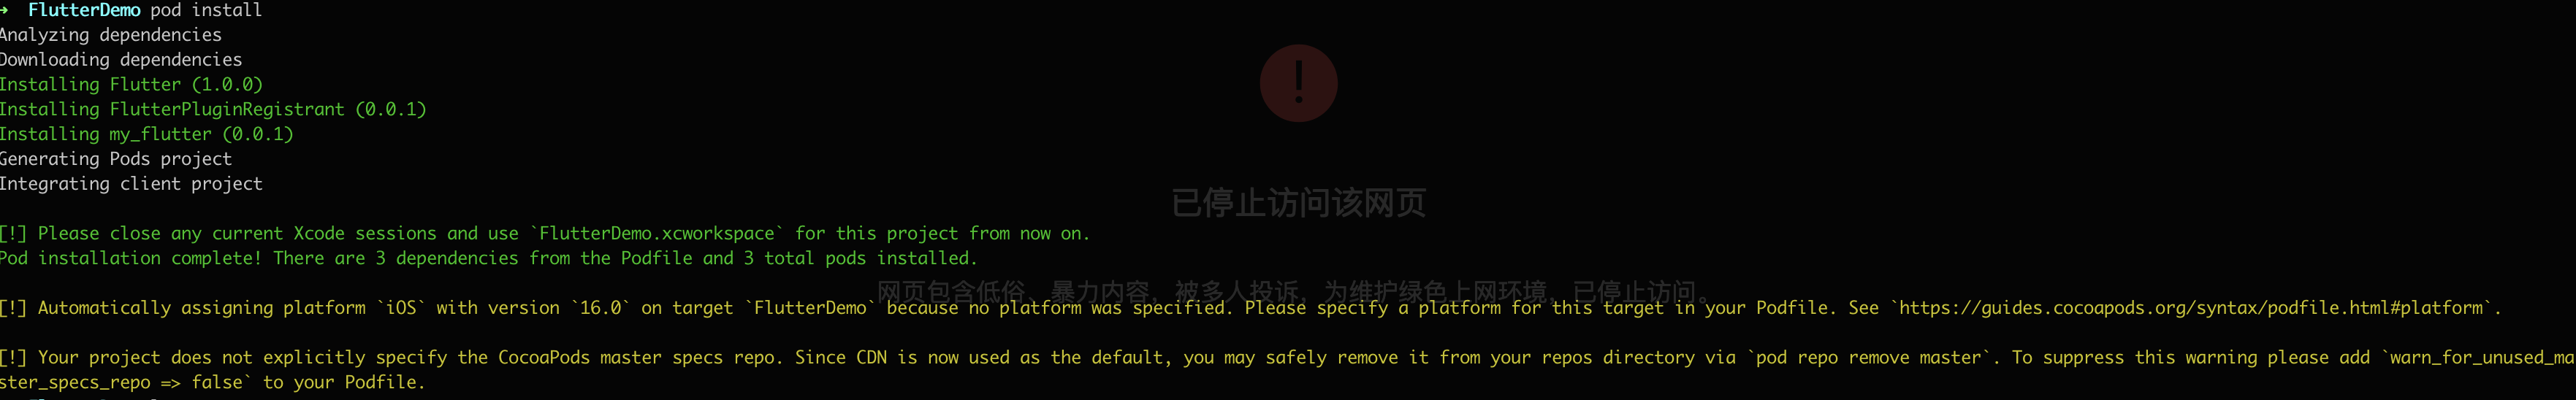 → FlutterDemo pod install
Analyzing dependencies
Downloading dependencies
Installing Flutter (1.0.0)
Installing FlutterPluginRegistrant (0.0.1)
Installing my_flutter (0.0.1)
Generating Pods project
Integrating client project
已停止访问该网页
[!] Please close any current Xcode sessions and use `FlutterDemo.xcworkspace` for this project from now on.
Pod installation complete! There are 3 dependencies from the Podfile and 3 total pods installed.
网页包含低俗、暴力内容，被多人投诉，为维护绿色上网环境，已停止访问。
[!] Automatically assigning platform `iOS` with version `16.0` on target `FlutterDemo` because no platform was specified. Please specify a platform for this target in your Podfile. See `https://guides.cocoapods.org/syntax/podfile.html#platform`.
[!] Your project does not explicitly specify the CocoaPods master specs repo. Since CDN is now used as the default, you may safely remove it from your repos directory via `pod repo remove master`. To suppress this warning please add `warn_for_unused_ma
ster_specs_repo => false` to your Podfile.